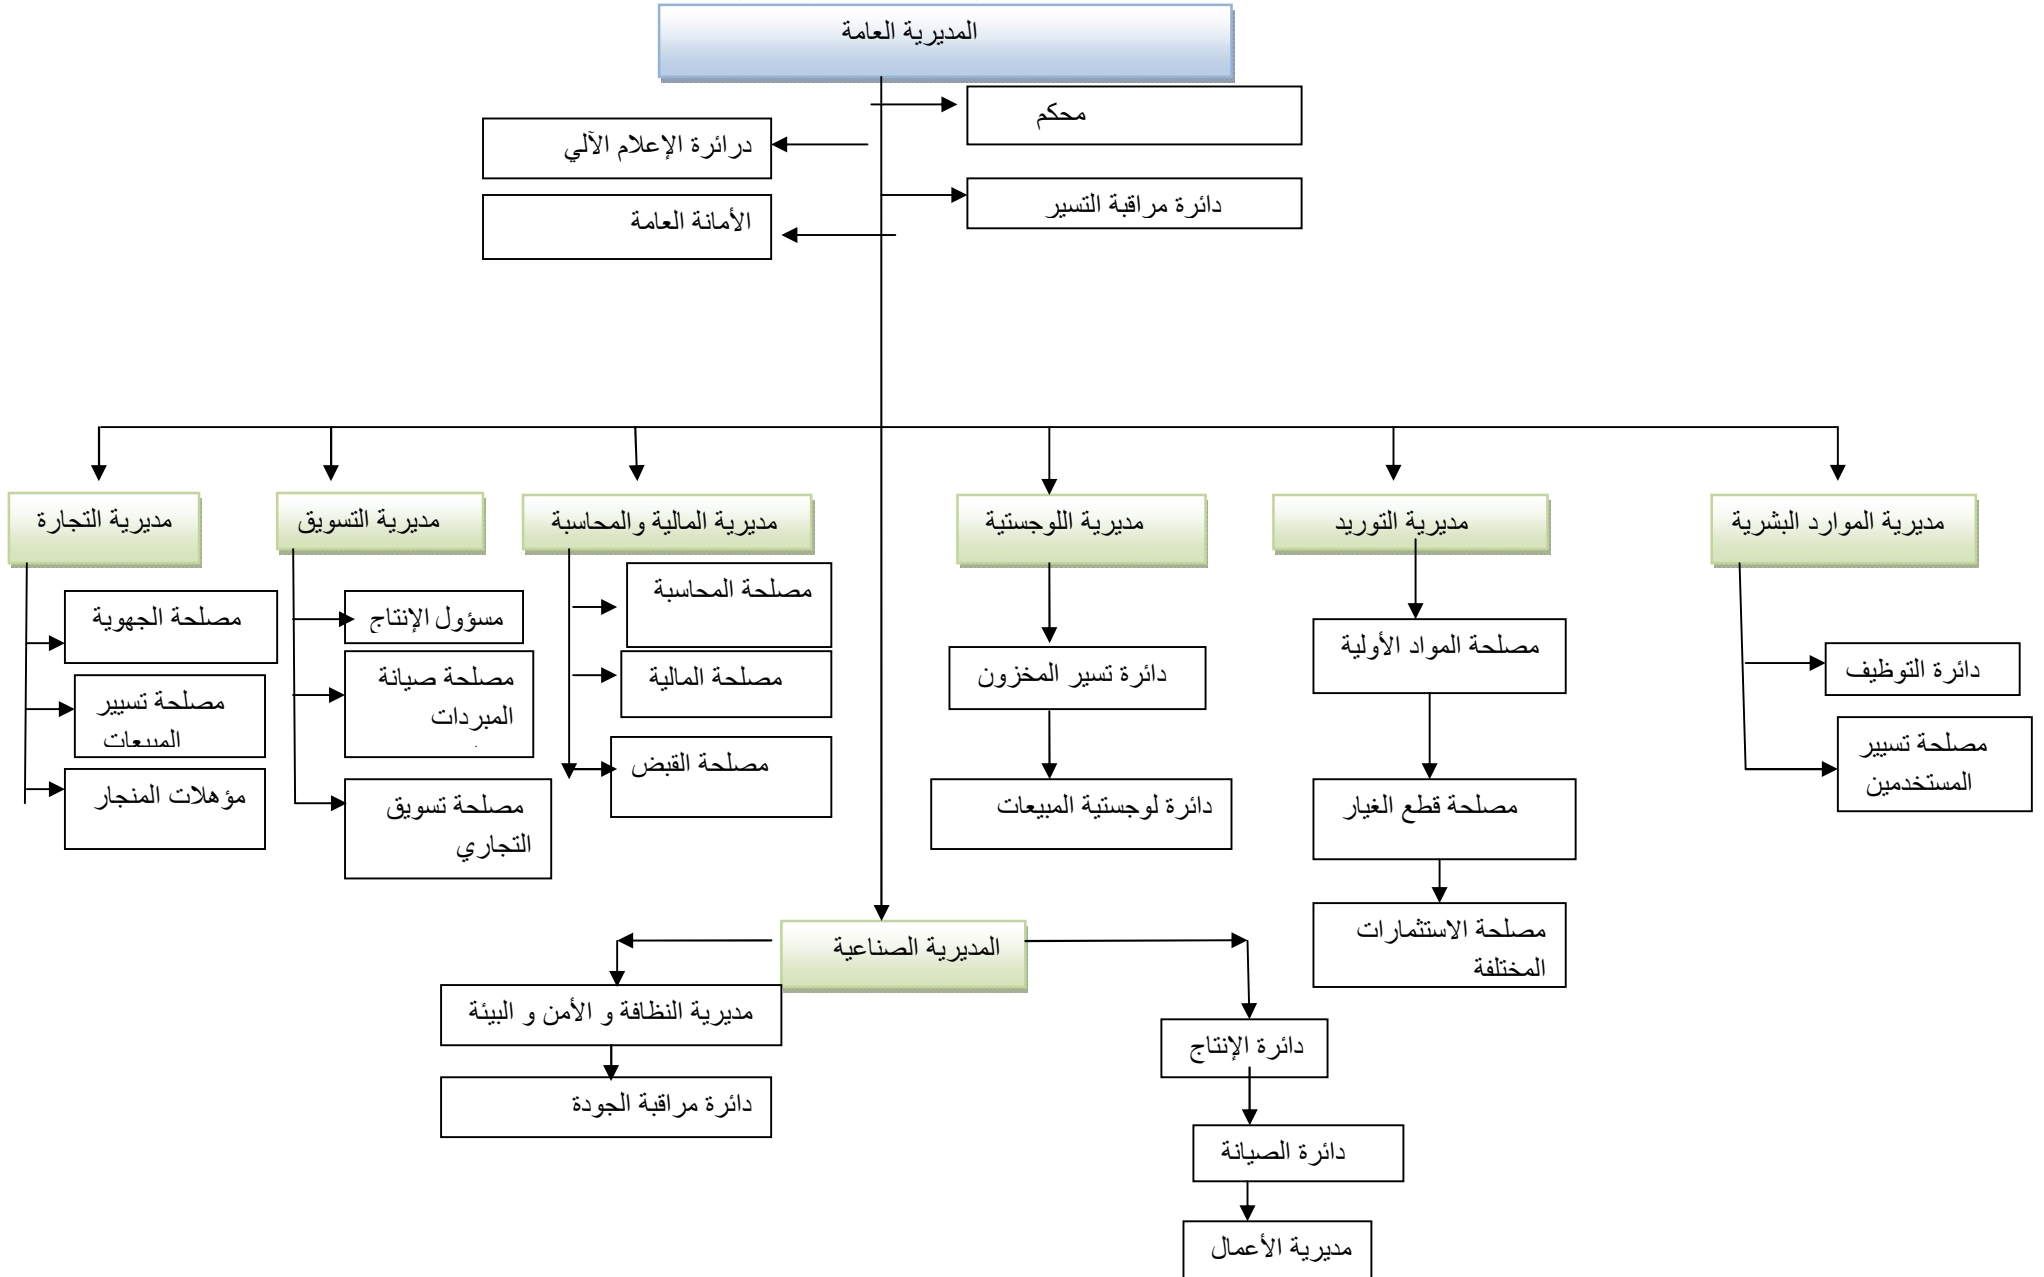 المديرية العامة
محكم
درائرة الإعلام الآلي
دائرة مراقبة التسير
الأمانة العامة
مديرية الموارد البشرية
مديرية التوريد
مديرية اللوجستية
مديرية المالية والمحاسبة
مديرية التسويق
مديرية التجارة
دائرة التوظيف
مصلحة تسيير
المستخدمين
مصلحة المواد الأولية
مصلحة قطع الغيار
مصلحة الاستثمارات
المختلفة
دائرة تسير المخزون
دائرة لوجستية المبيعات
مصلحة المحاسبة
مصلحة المالية
مصلحة القبض
مسؤول الإنتاج
مصلحة صيانة
المبردات
مصلحة تسويق
التجاري
مصلحة الجهوية
مصلحة تسيير
المبيعات
مؤهلات المنجار
المديرية الصناعية
مديرية النظافة و الأمن و البيئة
دائرة مراقبة الجودة
دائرة الإنتاج
دائرة الصيانة
مديرية الأعمال